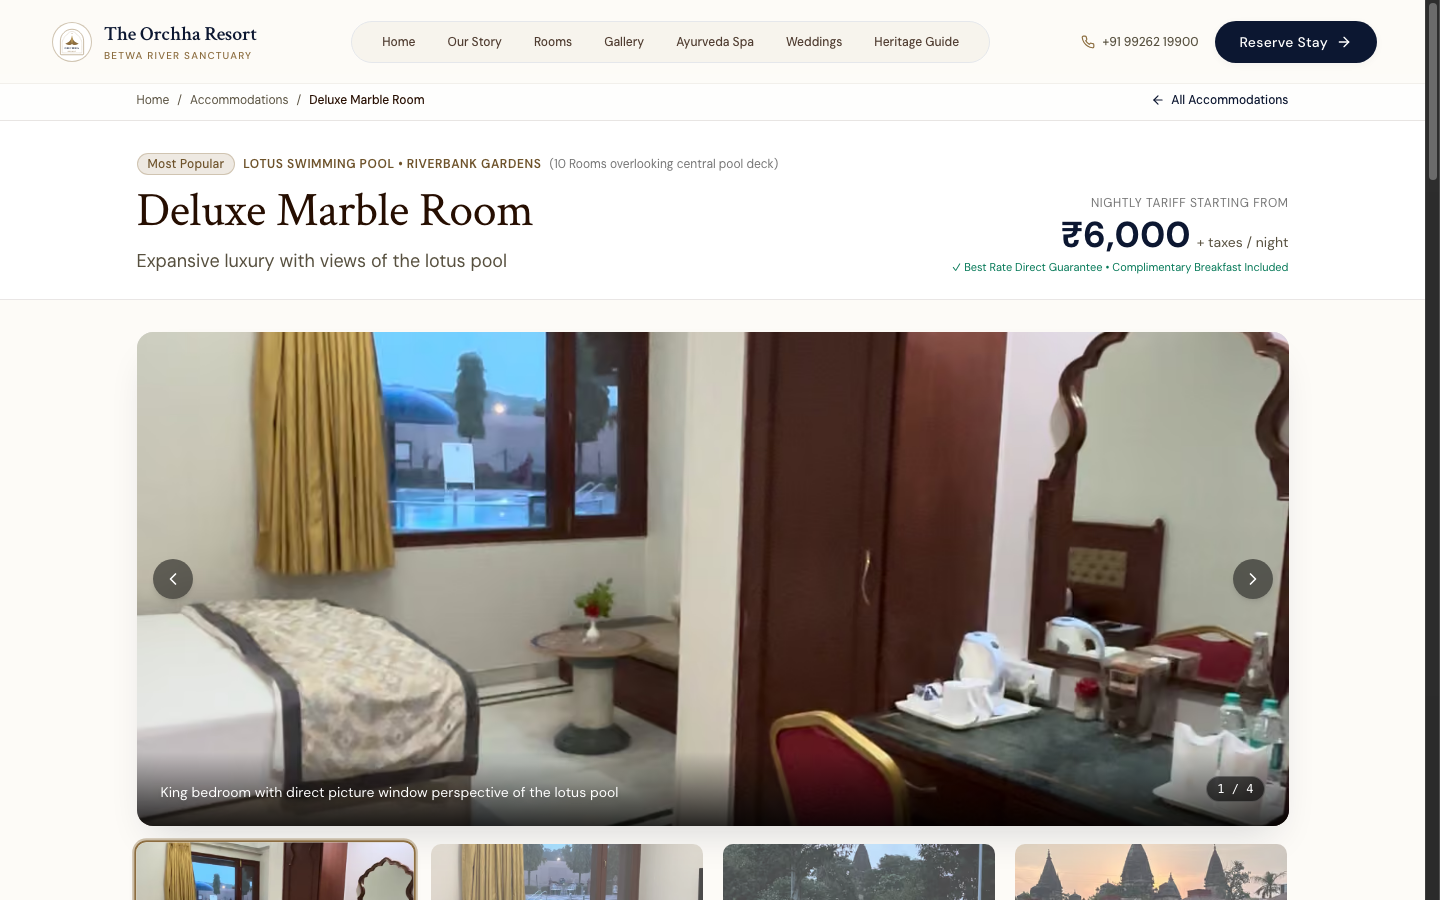 The Orchha Resort
BETWA RIVER SANCTUARY
Home
Our Story
Rooms
Gallery
Ayurveda Spa
Weddings
Heritage Guide
+91 99262 19900
Reserve Stay
Home / Accommodations / Deluxe Marble Room
All Accommodations
Most Popular
LOTUS SWIMMING POOL • RIVERBANK GARDENS (10 Rooms overlooking central pool deck)
Deluxe Marble Room
Expansive luxury with views of the lotus pool
NIGHTLY TARIFF STARTING FROM
₹6,000 + taxes / night
✓ Best Rate Direct Guarantee • Complimentary Breakfast Included
King bedroom with direct picture window perspective of the lotus pool
1 / 4